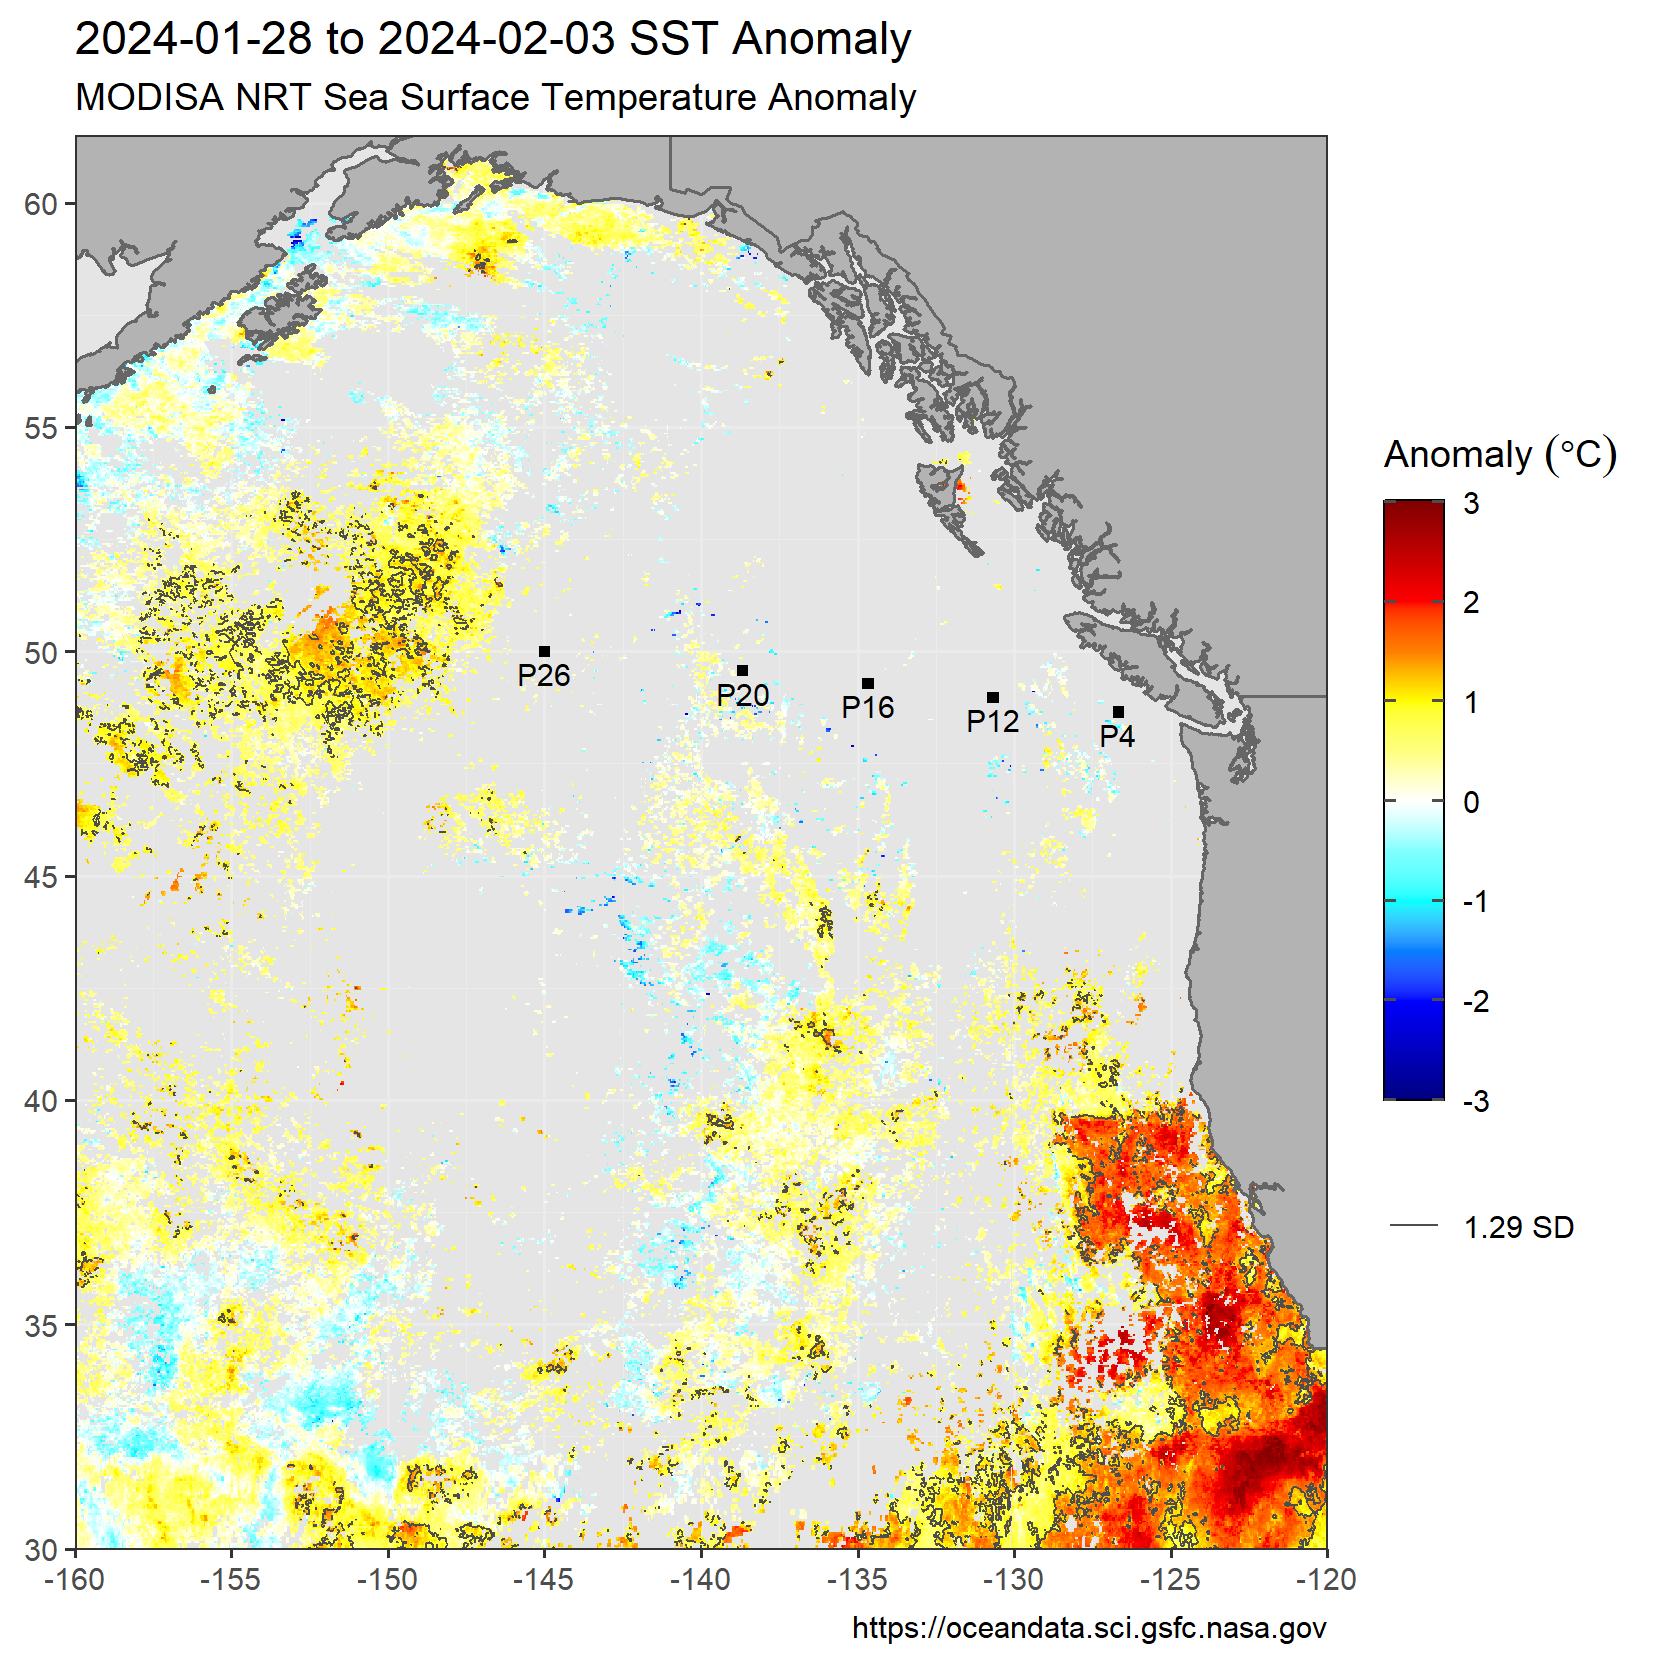 2024-01-28 to 2024-02-03 SST Anomaly
MODISA NRT Sea Surface Temperature Anomaly
60
55
50
45
40
35
30
-160
-155
-150
-145
-140
-135
-130
-125
-120
P26
P20
P16
P12
P4
Anomaly (°C)
3
2
1
0
-1
-2
-3
1.29 SD
https://oceandata.sci.gsfc.nasa.gov